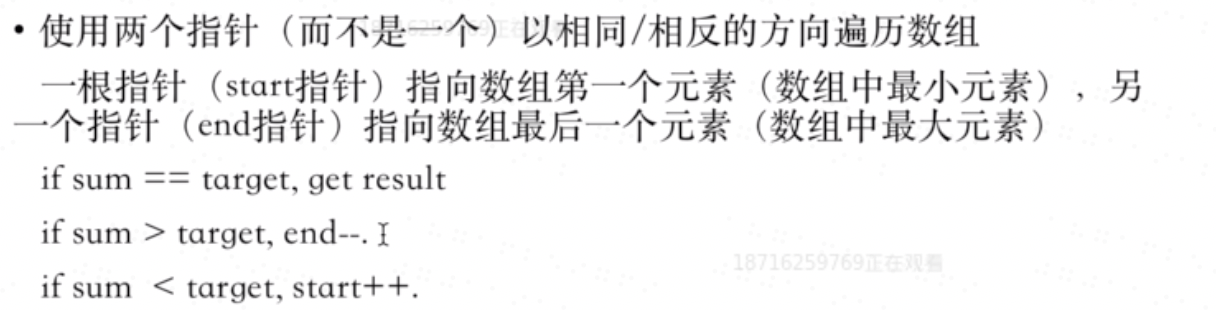 • 使用两个指针（而不是一个）以相同/相反的方向遍历数组
一根指针（start指针）指向数组第一个元素（数组中最小元素），另
一个指针（end指针）指向数组最后一个元素（数组中最大元素）
if sum == target, get result
if sum > target, end--.
18716259769正在观看
if sum < target, start++.